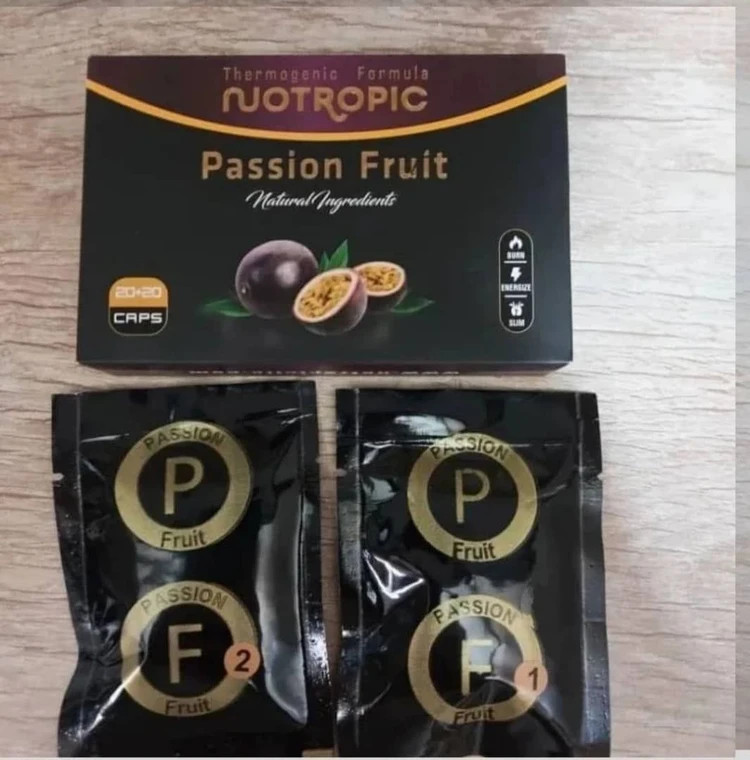 Thermogenic Formula
NOTROPIC
Passion Fruit
Natural Ingredients
20+20
CAPS
BURN
ENERGIZE
SLIM
PASSION
P
Fruit
PASSION
F
2
Fruit
PASSION
P
Fruit
PASSION
F
1
Fruit